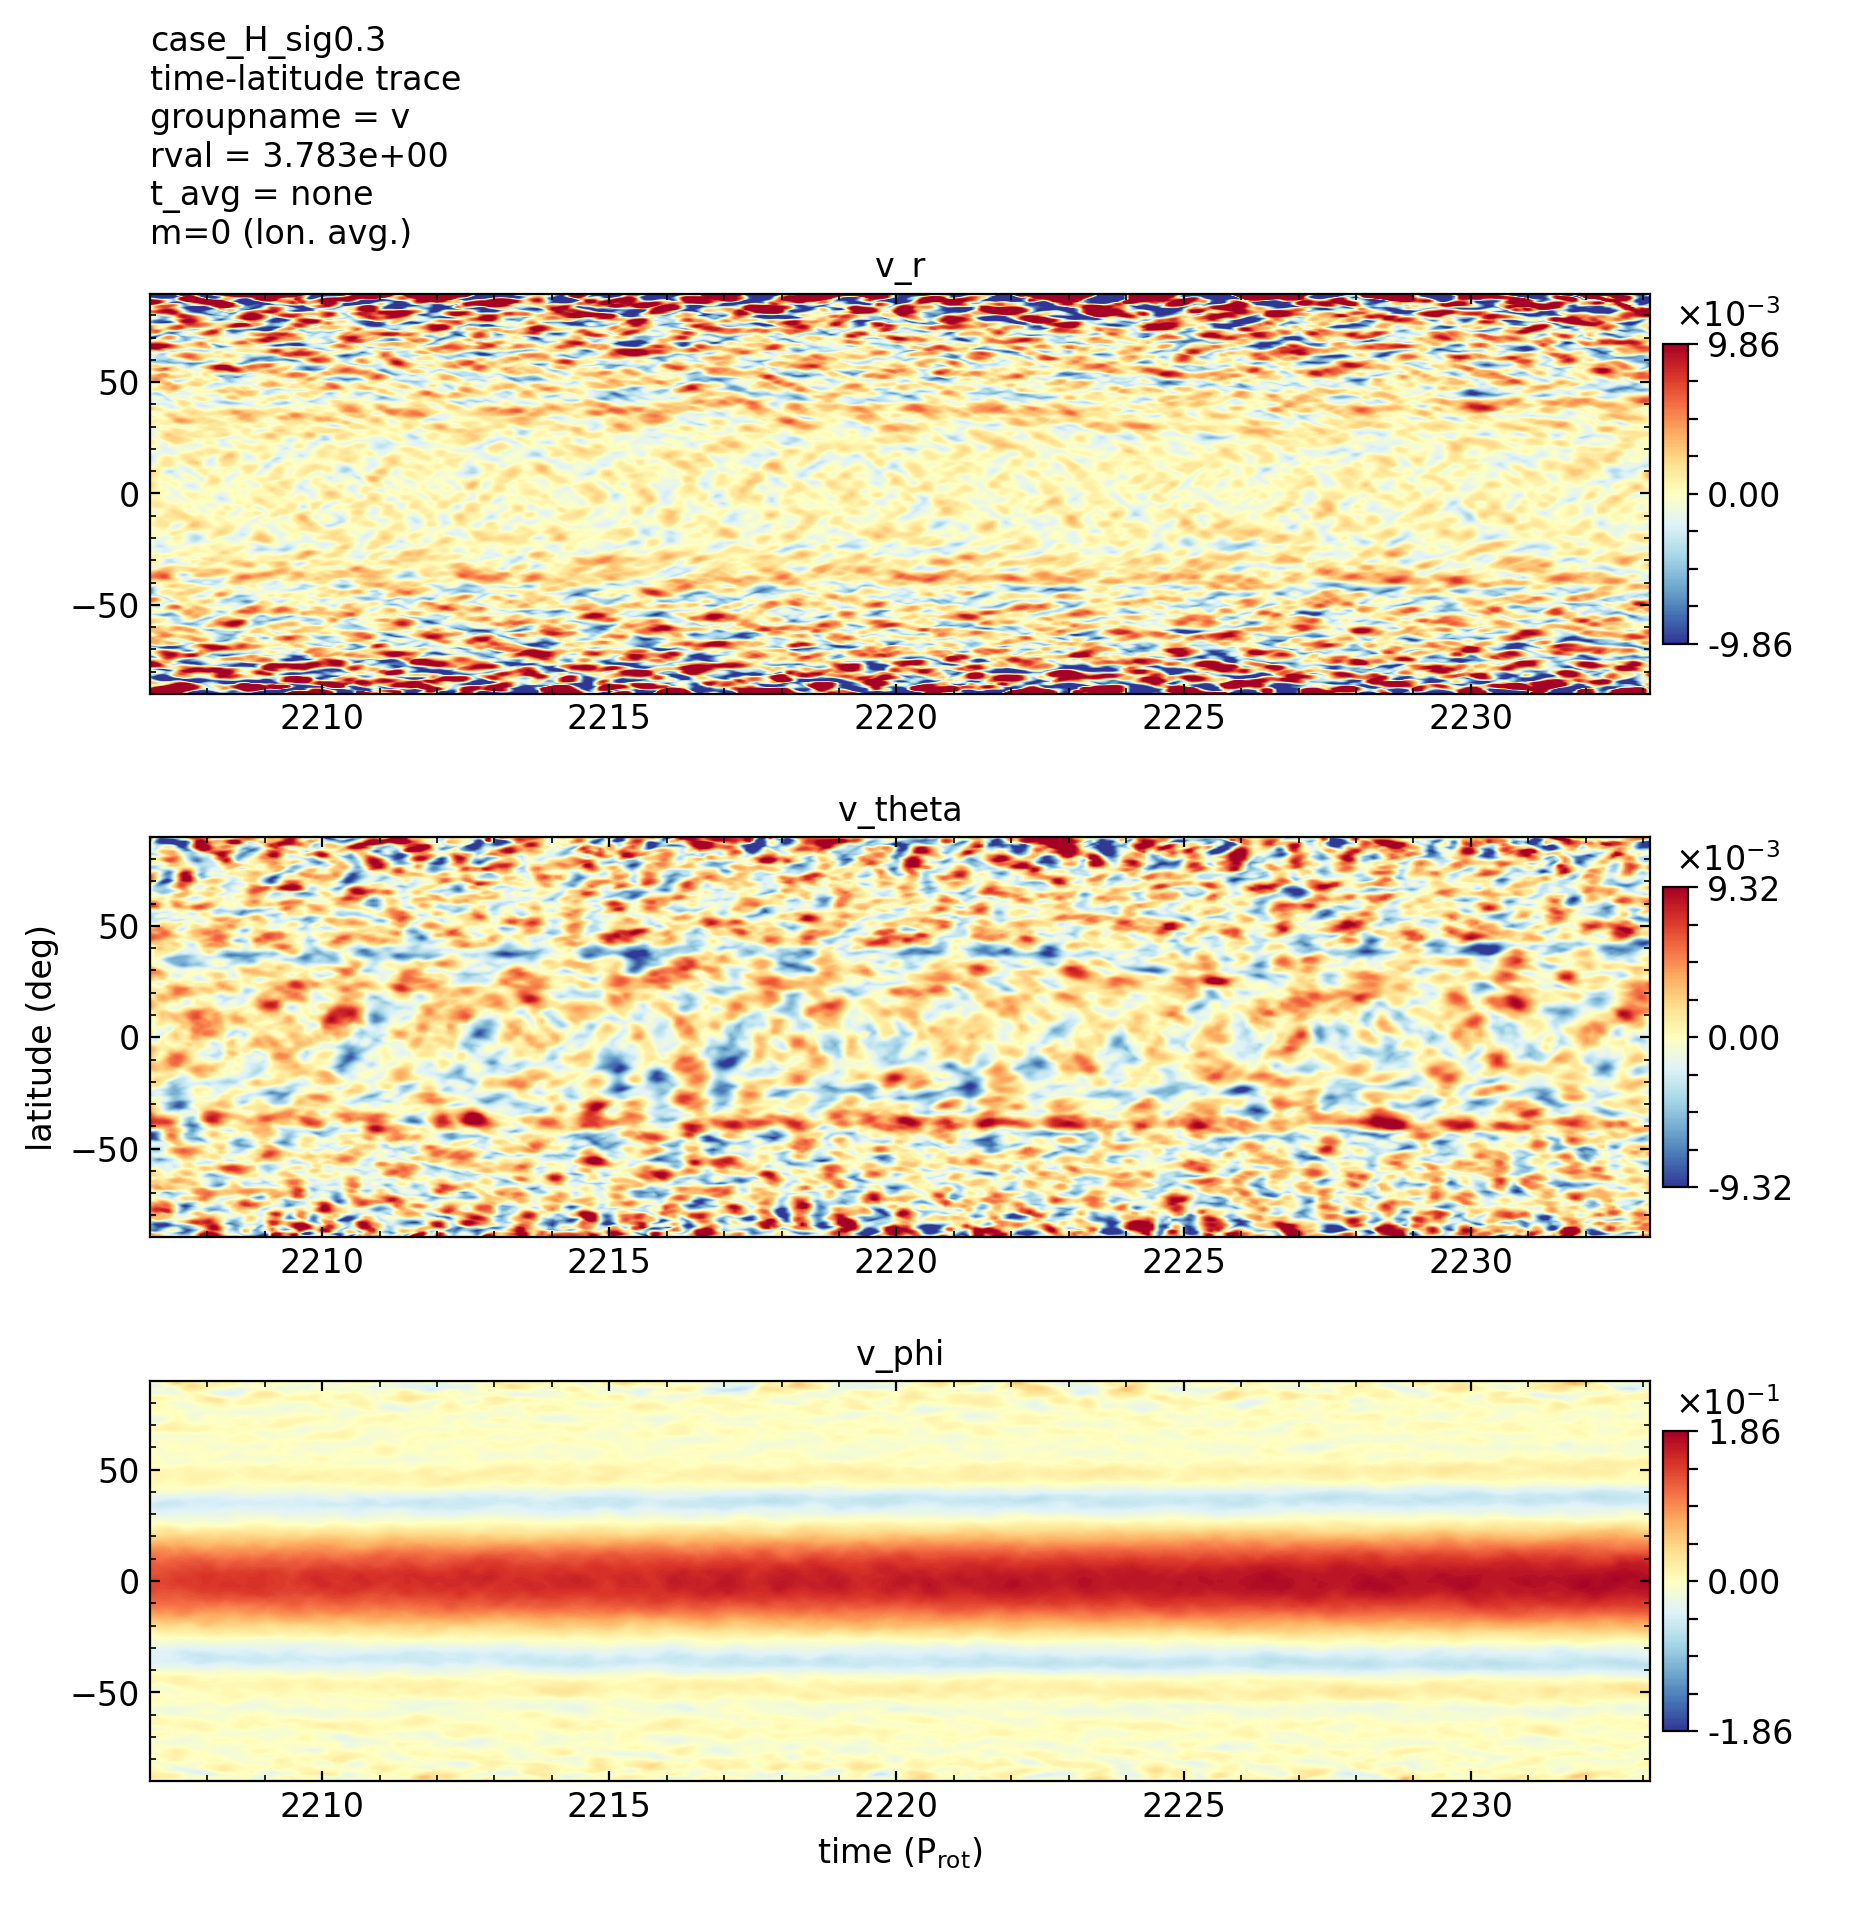 case_H_sig0.3
time-latitude trace
groupname = v
rval = 3.783e+00
t_avg = none
m=0 (lon. avg.)
v_r
×10⁻³
9.86
0.00
-9.86
50
0
−50
2210 2215 2220 2225 2230
v_theta
×10⁻³
9.32
0.00
-9.32
latitude (deg)
50
0
−50
2210 2215 2220 2225 2230
v_phi
×10⁻¹
1.86
0.00
-1.86
50
0
−50
2210 2215 2220 2225 2230
time (P_rot)